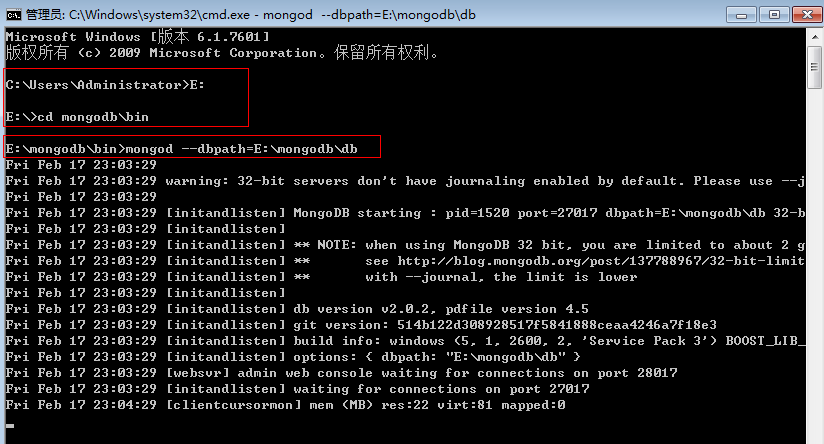 管理员: C:\Windows\system32\cmd.exe - mongod --dbpath=E:\mongodb\db
Microsoft Windows [版本 6.1.7601]
版权所有 (c) 2009 Microsoft Corporation。保留所有权利。
C:\Users\Administrator>E:
E:\>cd mongodb\bin
E:\mongodb\bin>mongod --dbpath=E:\mongodb\db
Fri Feb 17 23:03:29
Fri Feb 17 23:03:29 warning: 32-bit servers don't have journaling enabled by default. Please use --j
Fri Feb 17 23:03:29
Fri Feb 17 23:03:29 [initandlisten] MongoDB starting : pid=1520 port=27017 dbpath=E:\mongodb\db 32-b
Fri Feb 17 23:03:29 [initandlisten]
Fri Feb 17 23:03:29 [initandlisten] ** NOTE: when using MongoDB 32 bit, you are limited to about 2 g
Fri Feb 17 23:03:29 [initandlisten] **       see http://blog.mongodb.org/post/137788967/32-bit-limit
Fri Feb 17 23:03:29 [initandlisten] **       with --journal, the limit is lower
Fri Feb 17 23:03:29 [initandlisten]
Fri Feb 17 23:03:29 [initandlisten] db version v2.0.2, pdfile version 4.5
Fri Feb 17 23:03:29 [initandlisten] git version: 514b122d308928517f5841888ceaa4246a7f18e3
Fri Feb 17 23:03:29 [initandlisten] build info: windows (5, 1, 2600, 2, 'Service Pack 3') BOOST_LIB_
Fri Feb 17 23:03:29 [initandlisten] options: { dbpath: "E:\mongodb\db" }
Fri Feb 17 23:03:29 [websvr] admin web console waiting for connections on port 28017
Fri Feb 17 23:03:29 [initandlisten] waiting for connections on port 27017
Fri Feb 17 23:04:29 [clientcursormon] mem (MB) res:22 virt:81 mapped:0